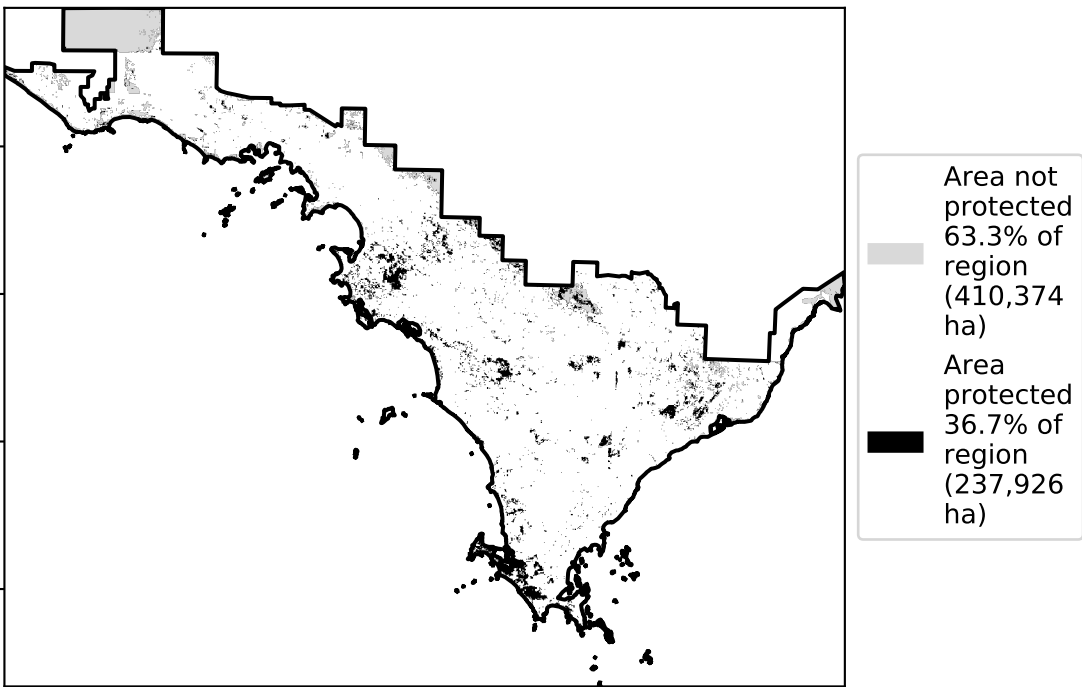 Area not
protected
63.3% of
region
(410,374
ha)
Area
protected
36.7% of
region
(237,926
ha)